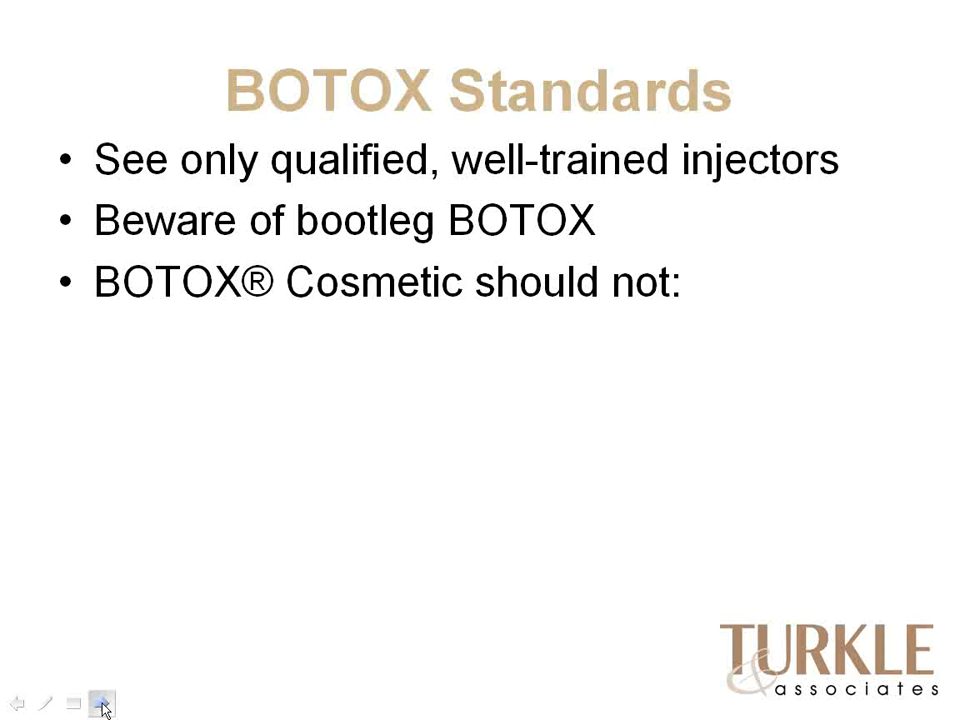 BOTOX Standards
• See only qualified, well-trained injectors
• Beware of bootleg BOTOX
• BOTOX® Cosmetic should not:
TURKLE
& associates